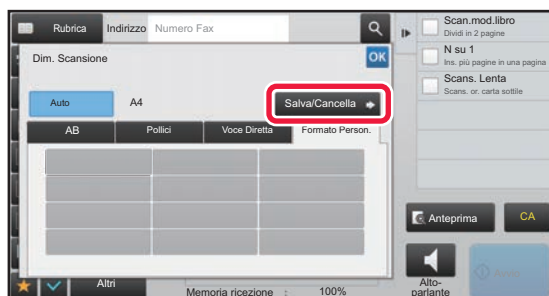 Rubrica
Indirizzo
Numero Fax
Dim. Scansione
OK
Auto
A4
Salva/Cancella
AB
Pollici
Voce Diretta
Formato Person.
Altri
Memoria ricezione : 100%
Scan.mod.libro
Dividi in 2 pagine
N su 1
Ins. più pagine in una pagina
Scans. Lenta
Scans. or. carta sottile
Anteprima
CA
Alto-
parlante
Avvio